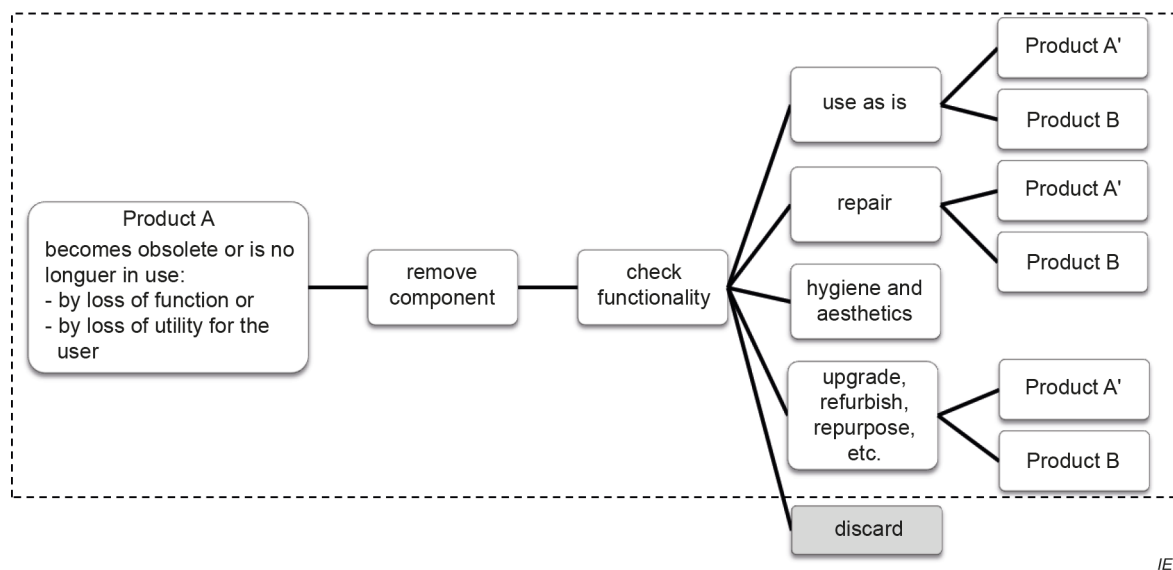 Product A
becomes obsolete or is no
longuer in use:
- by loss of function or
- by loss of utility for the
user
remove
component
check
functionality
use as is
Product A'
Product B
repair
Product A'
Product B
hygiene and
aesthetics
upgrade,
refurbish,
repurpose,
etc.
Product A'
Product B
discard
IE